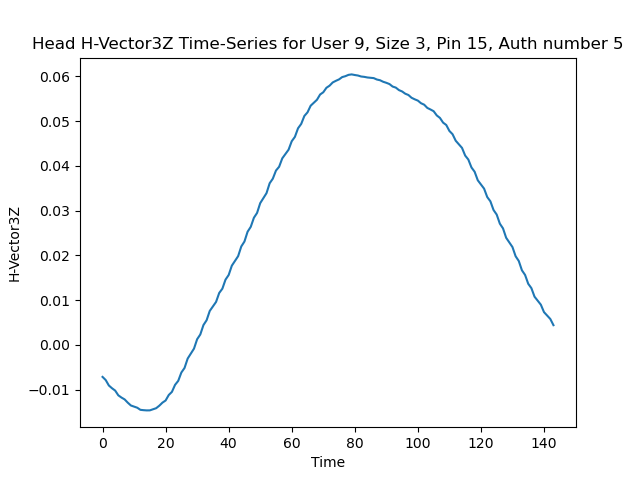 Head H-Vector3Z Time-Series for User 9, Size 3, Pin 15, Auth number 5
0.06
0.05
0.04
0.03
0.02
0.01
0.00
−0.01
H-Vector3Z
0 20 40 60 80 100 120 140
Time